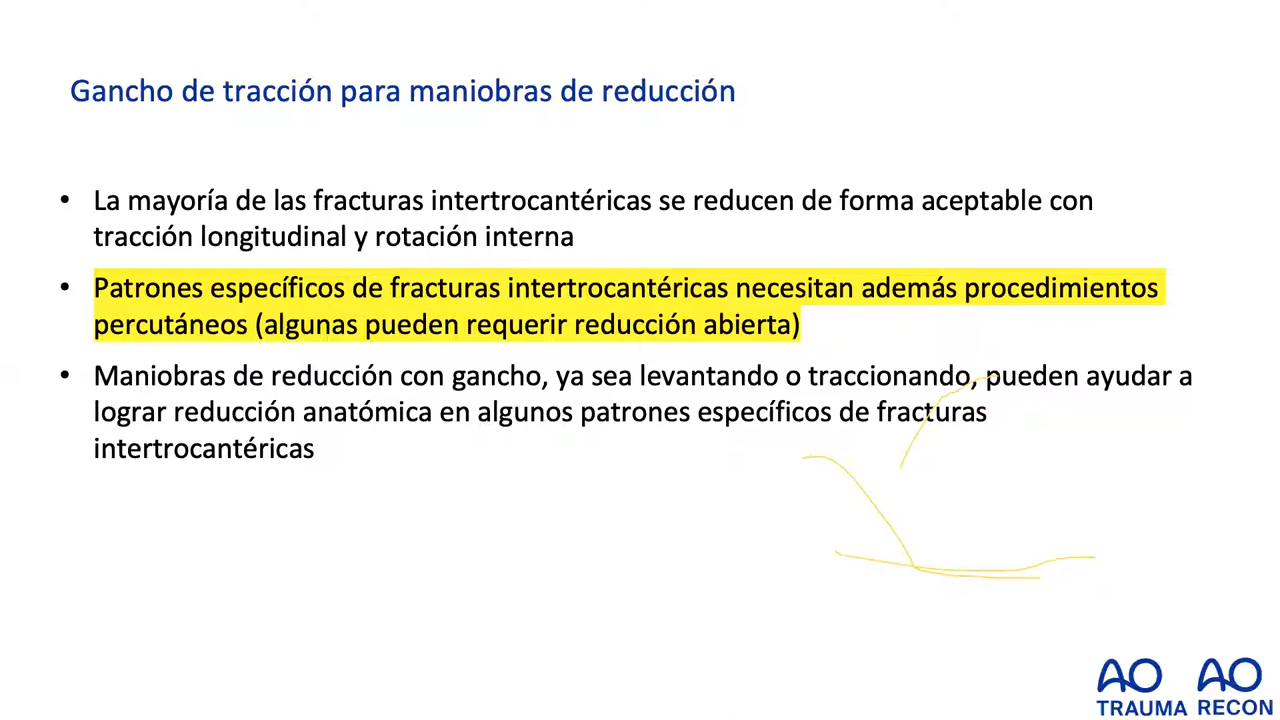 Gancho de tracción para maniobras de reducción
• La mayoría de las fracturas intertrocantéricas se reducen de forma aceptable con
tracción longitudinal y rotación interna
• Patrones específicos de fracturas intertrocantéricas necesitan además procedimientos
percutáneos (algunas pueden requerir reducción abierta)
• Maniobras de reducción con gancho, ya sea levantando o traccionando, pueden ayudar a
lograr reducción anatómica en algunos patrones específicos de fracturas
intertrocantéricas
AO AO
TRAUMA RECON